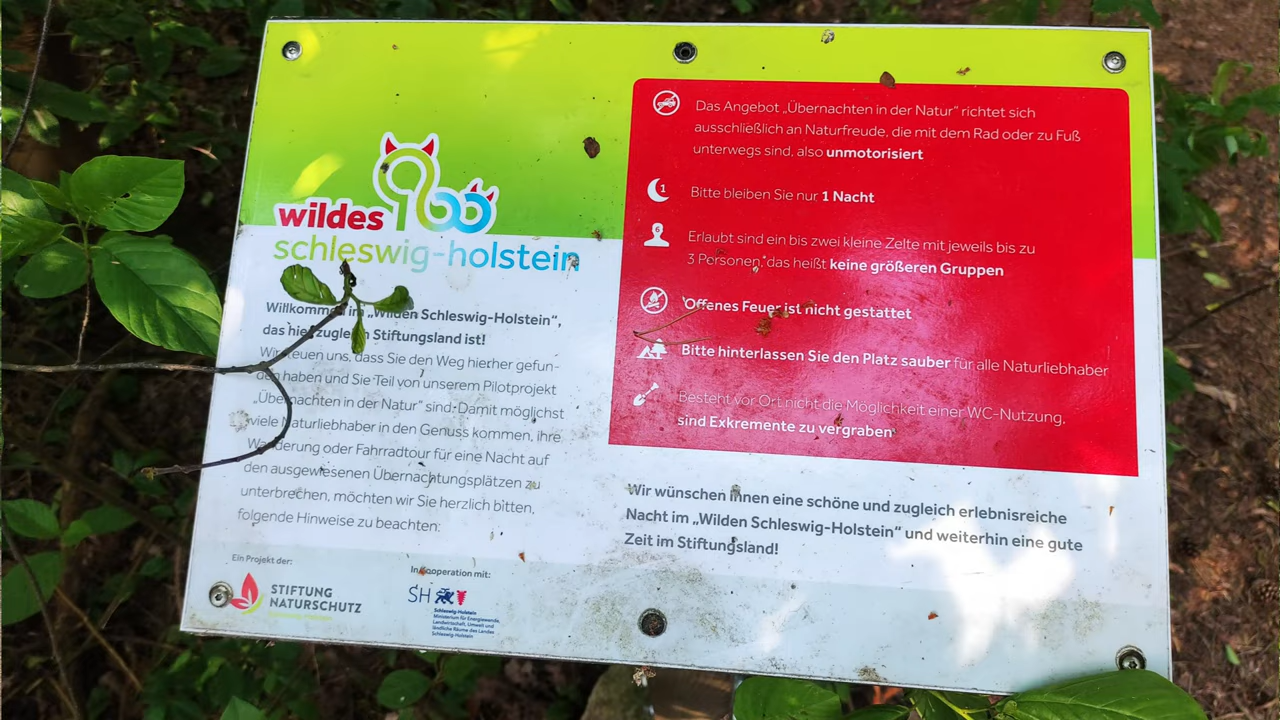 wildes
schleswig-holstein
Willkommen im „Wilden Schleswig-Holstein“,
das hier zugleich Stiftungsland ist!
Wir freuen uns, dass Sie den Weg hierher gefun-
den haben und Sie Teil von unserem Pilotprojekt
„Übernachten in der Natur“ sind. Damit möglichst
viele Naturliebhaber in den Genuss kommen, ihre
Wanderung oder Fahrradtour für eine Nacht auf
den ausgewiesenen Übernachtungsplätzen zu
unterbrechen, möchten wir Sie herzlich bitten,
folgende Hinweise zu beachten:
Ein Projekt der:
STIFTUNG
NATURSCHUTZ
In Kooperation mit:
SH
Schleswig-Holstein
Ministerium für Energiewende,
Landwirtschaft, Umwelt und
ländliche Räume des Landes
Schleswig-Holstein
Das Angebot „Übernachten in der Natur“ richtet sich
ausschließlich an Naturfreude, die mit dem Rad oder zu Fuß
unterwegs sind, also unmotorisiert
1
Bitte bleiben Sie nur 1 Nacht
6
Erlaubt sind ein bis zwei kleine Zelte mit jeweils bis zu
3 Personen, das heißt keine größeren Gruppen
Offenes Feuer ist nicht gestattet
Bitte hinterlassen Sie den Platz sauber für alle Naturliebhaber
Besteht vor Ort nicht die Möglichkeit einer WC-Nutzung,
sind Exkremente zu vergraben
Wir wünschen Ihnen eine schöne und zugleich erlebnisreiche
Nacht im „Wilden Schleswig-Holstein“ und weiterhin eine gute
Zeit im Stiftungsland!